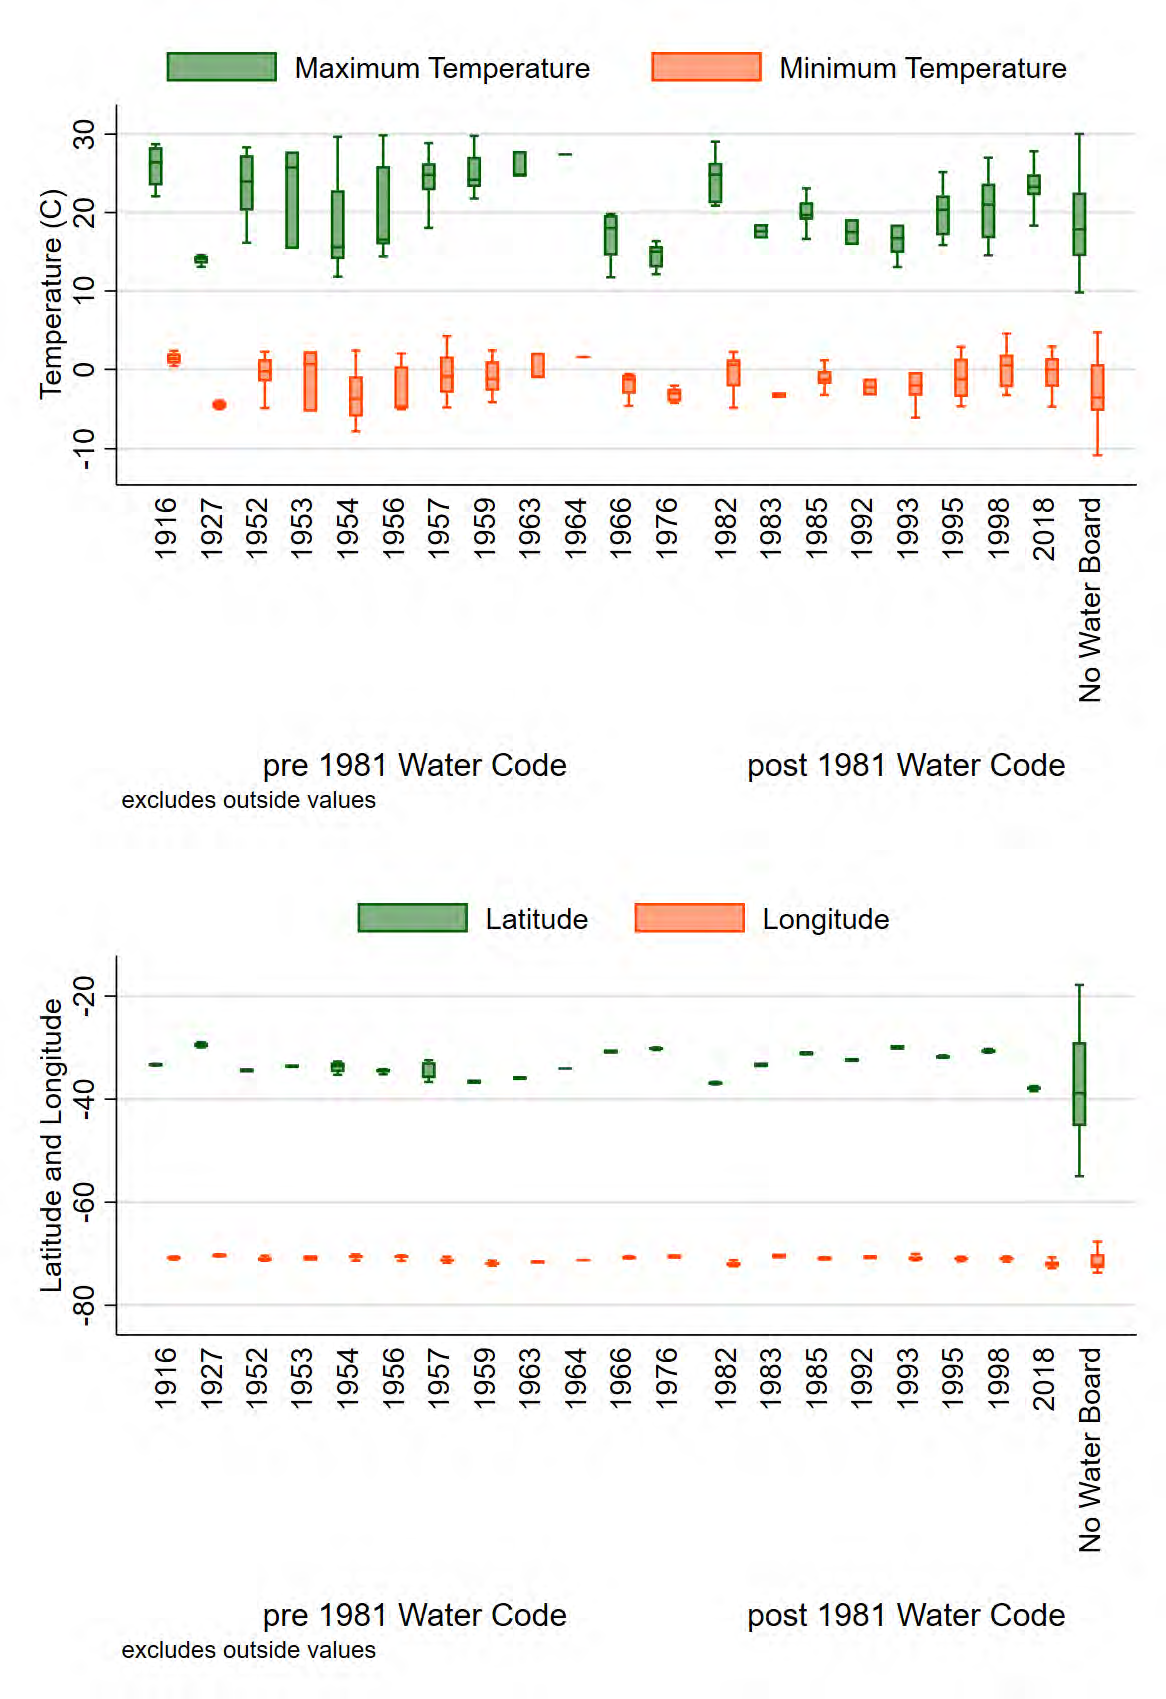 Maximum Temperature Minimum Temperature
Temperature (C)
30
20
10
0
-10
1916 1927 1952 1953 1954 1956 1957 1959 1963 1964 1966 1976 1982 1983 1985 1992 1993 1995 1998 2018 No Water Board
pre 1981 Water Code post 1981 Water Code
excludes outside values
Latitude Longitude
Latitude and Longitude
-20
-40
-60
-80
1916 1927 1952 1953 1954 1956 1957 1959 1963 1964 1966 1976 1982 1983 1985 1992 1993 1995 1998 2018 No Water Board
pre 1981 Water Code post 1981 Water Code
excludes outside values